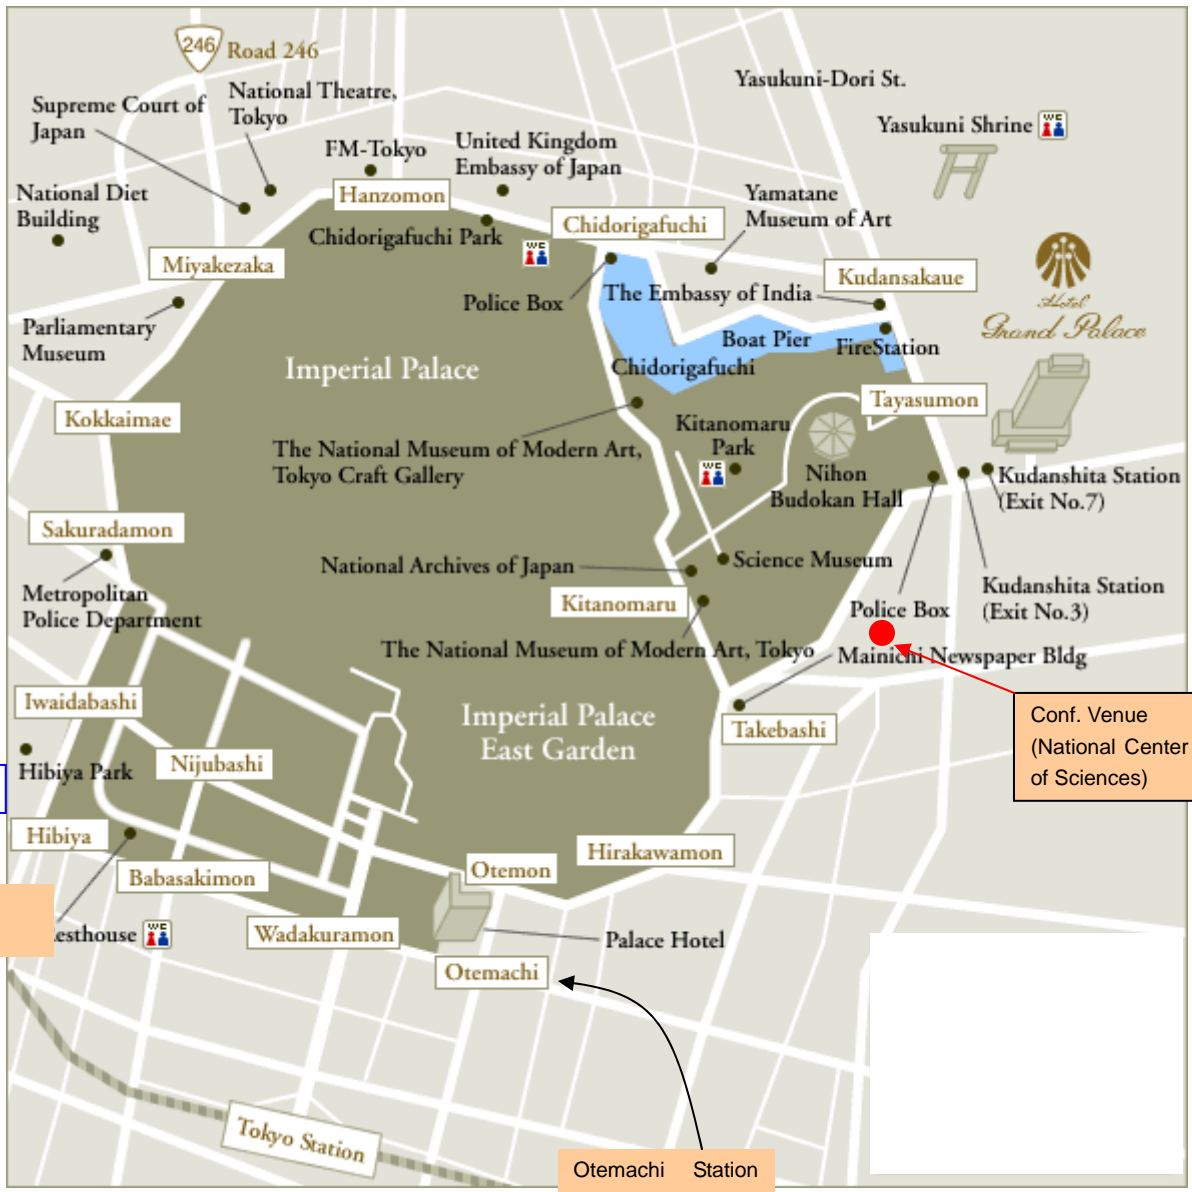 246
Road 246
Yasukuni-Dori St.
Supreme Court of
Japan
National Theatre,
Tokyo
Yasukuni Shrine
WE
FM-Tokyo
United Kingdom
Embassy of Japan
National Diet
Building
Hanzomon
Yamatane
Museum of Art
Chidorigafuchi Park
WE
Chidorigafuchi
Miyakezaka
Kudansakaue
Police Box
The Embassy of India
Hotel
Grand Palace
Parliamentary
Museum
Boat Pier
FireStation
Imperial Palace
Chidorigafuchi
Tayasumon
Kokkaimae
Kitanomaru
Park
WE
The National Museum of Modern Art,
Tokyo Craft Gallery
Nihon
Budokan Hall
Kudanshita Station
(Exit No.7)
Sakuradamon
National Archives of Japan
Science Museum
Metropolitan
Police Department
Kitanomaru
Police Box
Kudanshita Station
(Exit No.3)
The National Museum of Modern Art, Tokyo
Mainichi Newspaper Bldg
Iwaidabashi
Imperial Palace
East Garden
Takebashi
Conf. Venue
(National Center
of Sciences)
Hibiya Park
Nijubashi
Hibiya
Babasakimon
Otemon
Hirakawamon
esthouse
WE
Wadakuramon
Palace Hotel
Otemachi
Tokyo Station
Otemachi Station